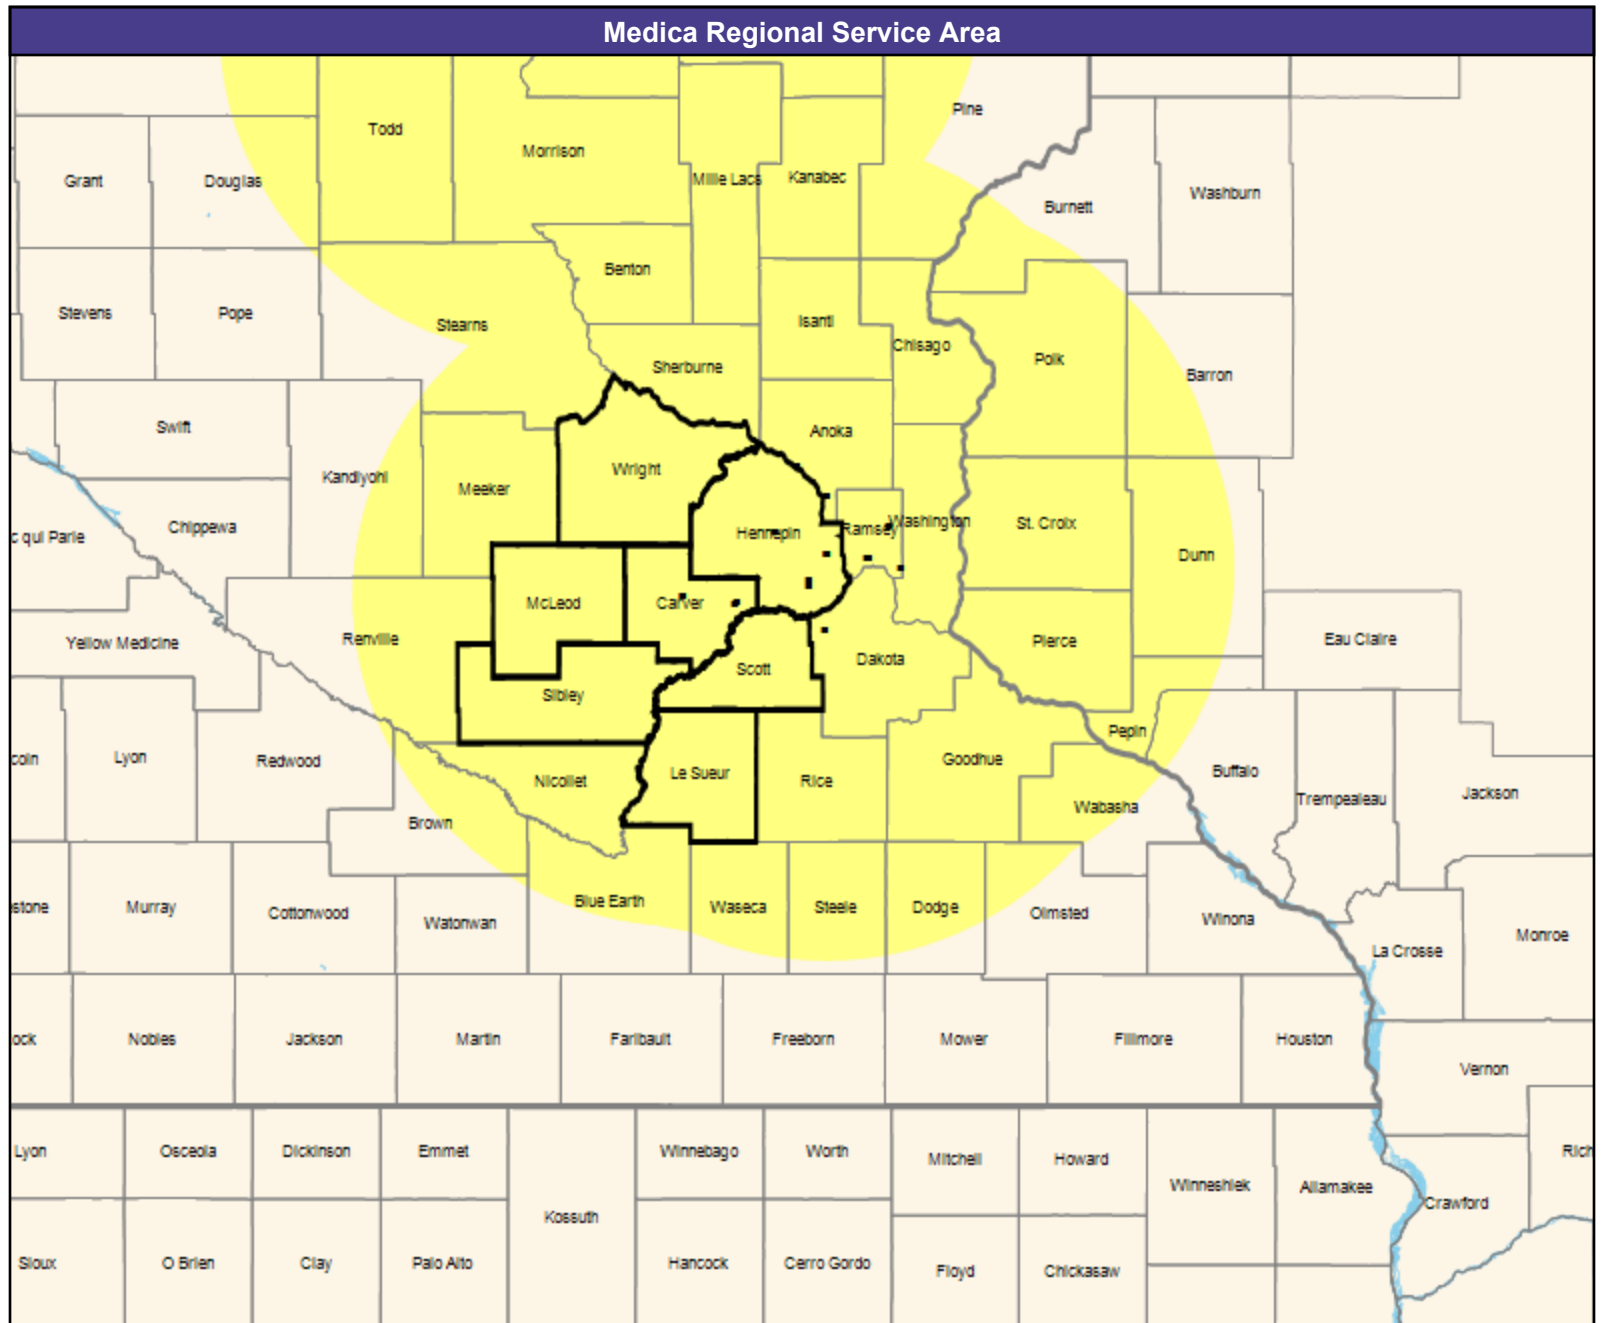 Medica Regional Service Area
Pine
Todd
Morrison
Grant
Douglas
Mille Lacs
Kanabec
Burnett
Washburn
Benton
Stevens
Pope
Stearns
Isanti
Chisago
Polk
Barron
Sherburne
Swift
Anoka
Kandiyohi
Wright
Meeker
Chippewa
c qui Parle
Hennepin
Ramsey
Washington
St. Croix
Dunn
McLeod
Carver
Yellow Medicine
Renville
Scott
Dakota
Pierce
Eau Claire
Sibley
coln
Lyon
Redwood
Nicollet
Le Sueur
Rice
Goodhue
Pepin
Buffalo
Trempealeau
Jackson
Brown
Wabasha
stone
Murray
Cottonwood
Watonwan
Blue Earth
Waseca
Steele
Dodge
Olmsted
Winona
La Crosse
Monroe
ock
Nobles
Jackson
Martin
Faribault
Freeborn
Mower
Fillmore
Houston
Vernon
Lyon
Osceola
Dickinson
Emmet
Winnebago
Worth
Mitchell
Howard
Winneshiek
Allamakee
Crawford
Rich
Kossuth
Sioux
O Brien
Clay
Palo Alto
Hancock
Cerro Gordo
Floyd
Chickasaw